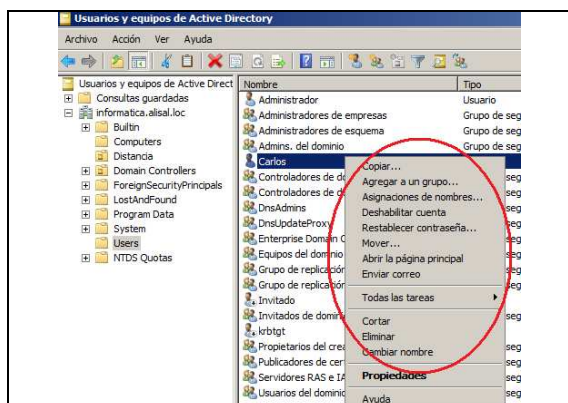 Usuarios y equipos de Active Directory
Archivo Acción Ver Ayuda
Usuarios y equipos de Active Direct
Consultas guardadas
informatica.alisal.loc
Builtin
Computers
Distancia
Domain Controllers
ForeignSecurityPrincipals
LostAndFound
Program Data
System
Users
NTDS Quotas
Nombre Tipo
Administrador Usuario
Administradores de empresas Grupo de seg
Administradores de esquema Grupo de seg
Admins. del dominio Grupo de seg
Carlos
Controladores de do seg
Controladores de do seg
DnsAdmins seg
DnsUpdateProxy seg
Enterprise Domain C seg
Equipos del dominio seg
Grupo de replicación seg
Grupo de replicación seg
Invitado
Invitados de domini seg
krbtgt
Propietarios del crea seg
Publicadores de cer seg
Servidores RAS e IA seg
Usuarios del dominio seg
Copiar...
Agregar a un grupo...
Asignaciones de nombres...
Deshabilitar cuenta
Restablecer contraseña...
Mover...
Abrir la página principal
Enviar correo
Todas las tareas
Cortar
Eliminar
Cambiar nombre
Propiedades
Ayuda